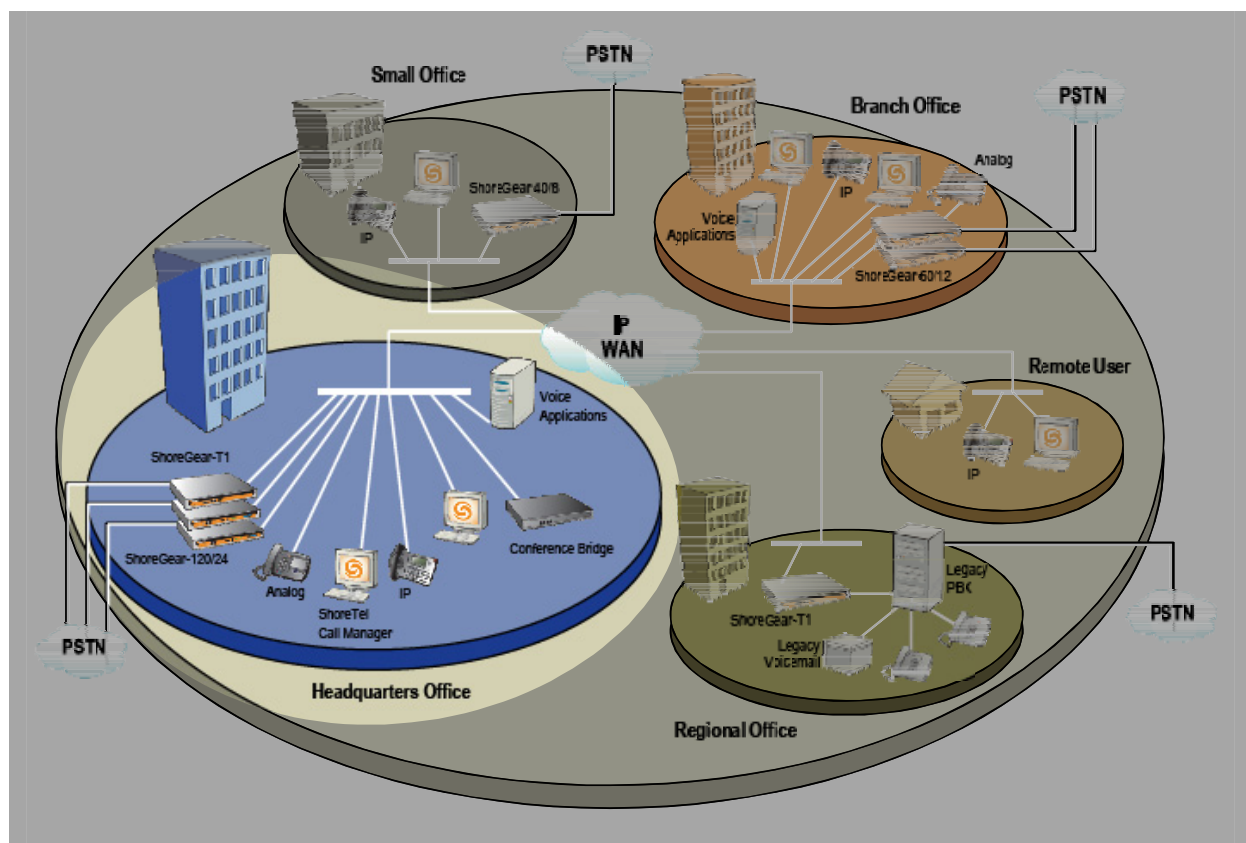 PSTN
Small Office
ShoreGear 40/8
IP
Branch Office
PSTN
Analog
IP
Voice
Applications
ShoreGear-60/12
IP
WAN
Remote User
IP
Voice
Applications
ShoreGear-T1
ShoreGear-120/24
Analog
ShoreTel
Call Manager
IP
Conference Bridge
PSTN
Headquarters Office
Legacy
PBX
ShoreGear-T1
Legacy
Voicemail
PSTN
Regional Office